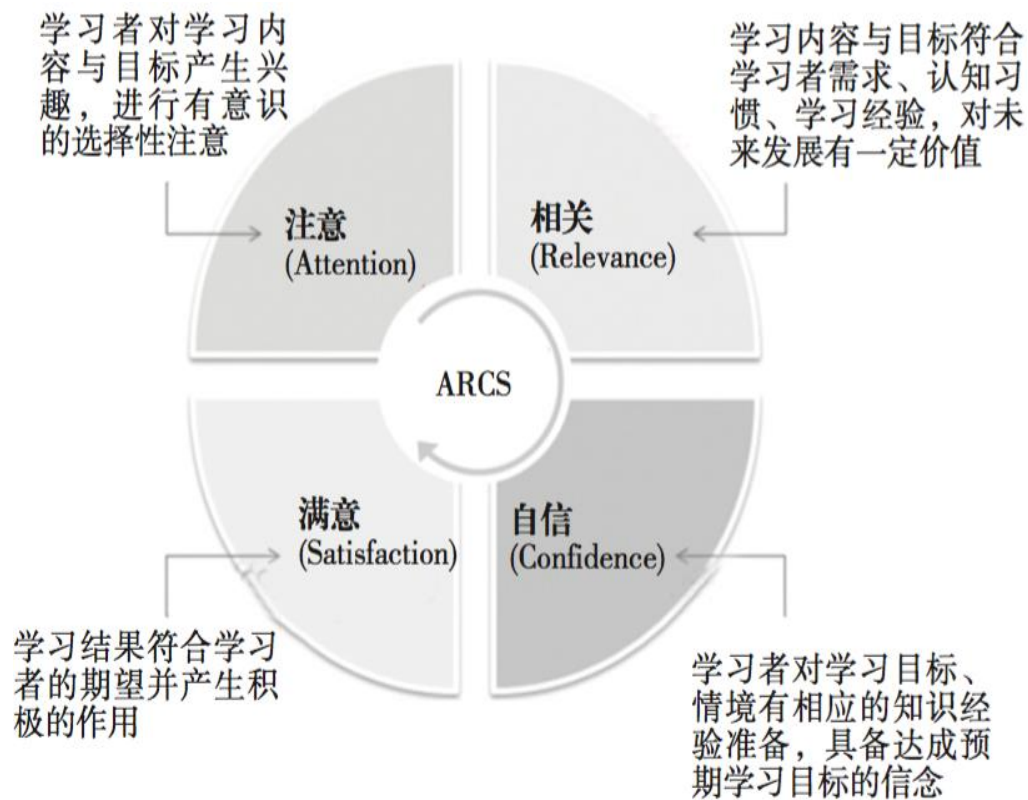 学习者对学习内
容与目标产生兴
趣，进行有意识
的选择性注意
学习内容与目标符合
学习者需求、认知习
惯、学习经验，对未
来发展有一定价值
注意
(Attention)
相关
(Relevance)
ARCS
满意
(Satisfaction)
自信
(Confidence)
学习结果符合学习
者的期望并产生积
极的作用
学习者对学习目标、
情境有相应的知识经
验准备，具备达成预
期学习目标的信念